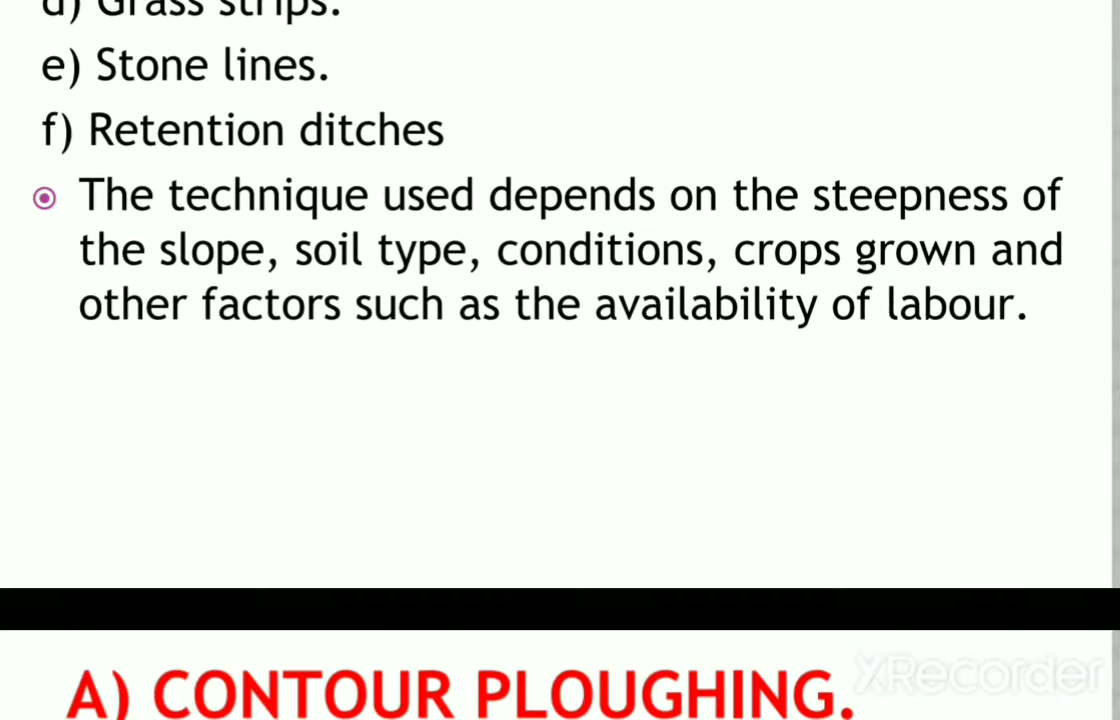 d) Grass strips.
e) Stone lines.
f) Retention ditches
The technique used depends on the steepness of
the slope, soil type, conditions, crops grown and
other factors such as the availability of labour.
A) CONTOUR PLOUGHING.
XRecorder